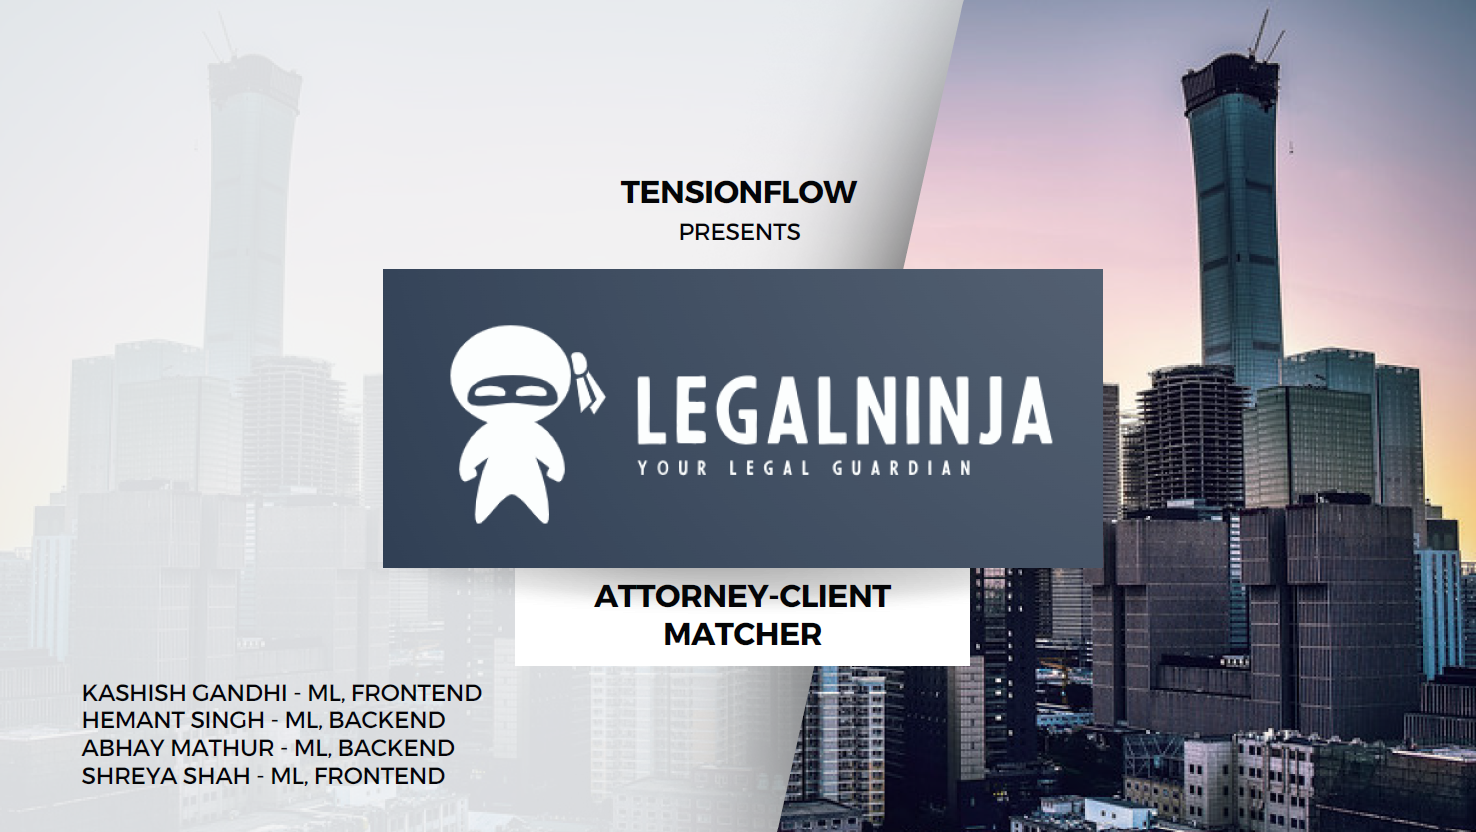 TENSIONFLOW
PRESENTS
LEGALNINJA
YOUR LEGAL GUARDIAN
ATTORNEY-CLIENT
MATCHER
KASHISH GANDHI - ML, FRONTEND
HEMANT SINGH - ML, BACKEND
ABHAY MATHUR - ML, BACKEND
SHREYA SHAH - ML, FRONTEND